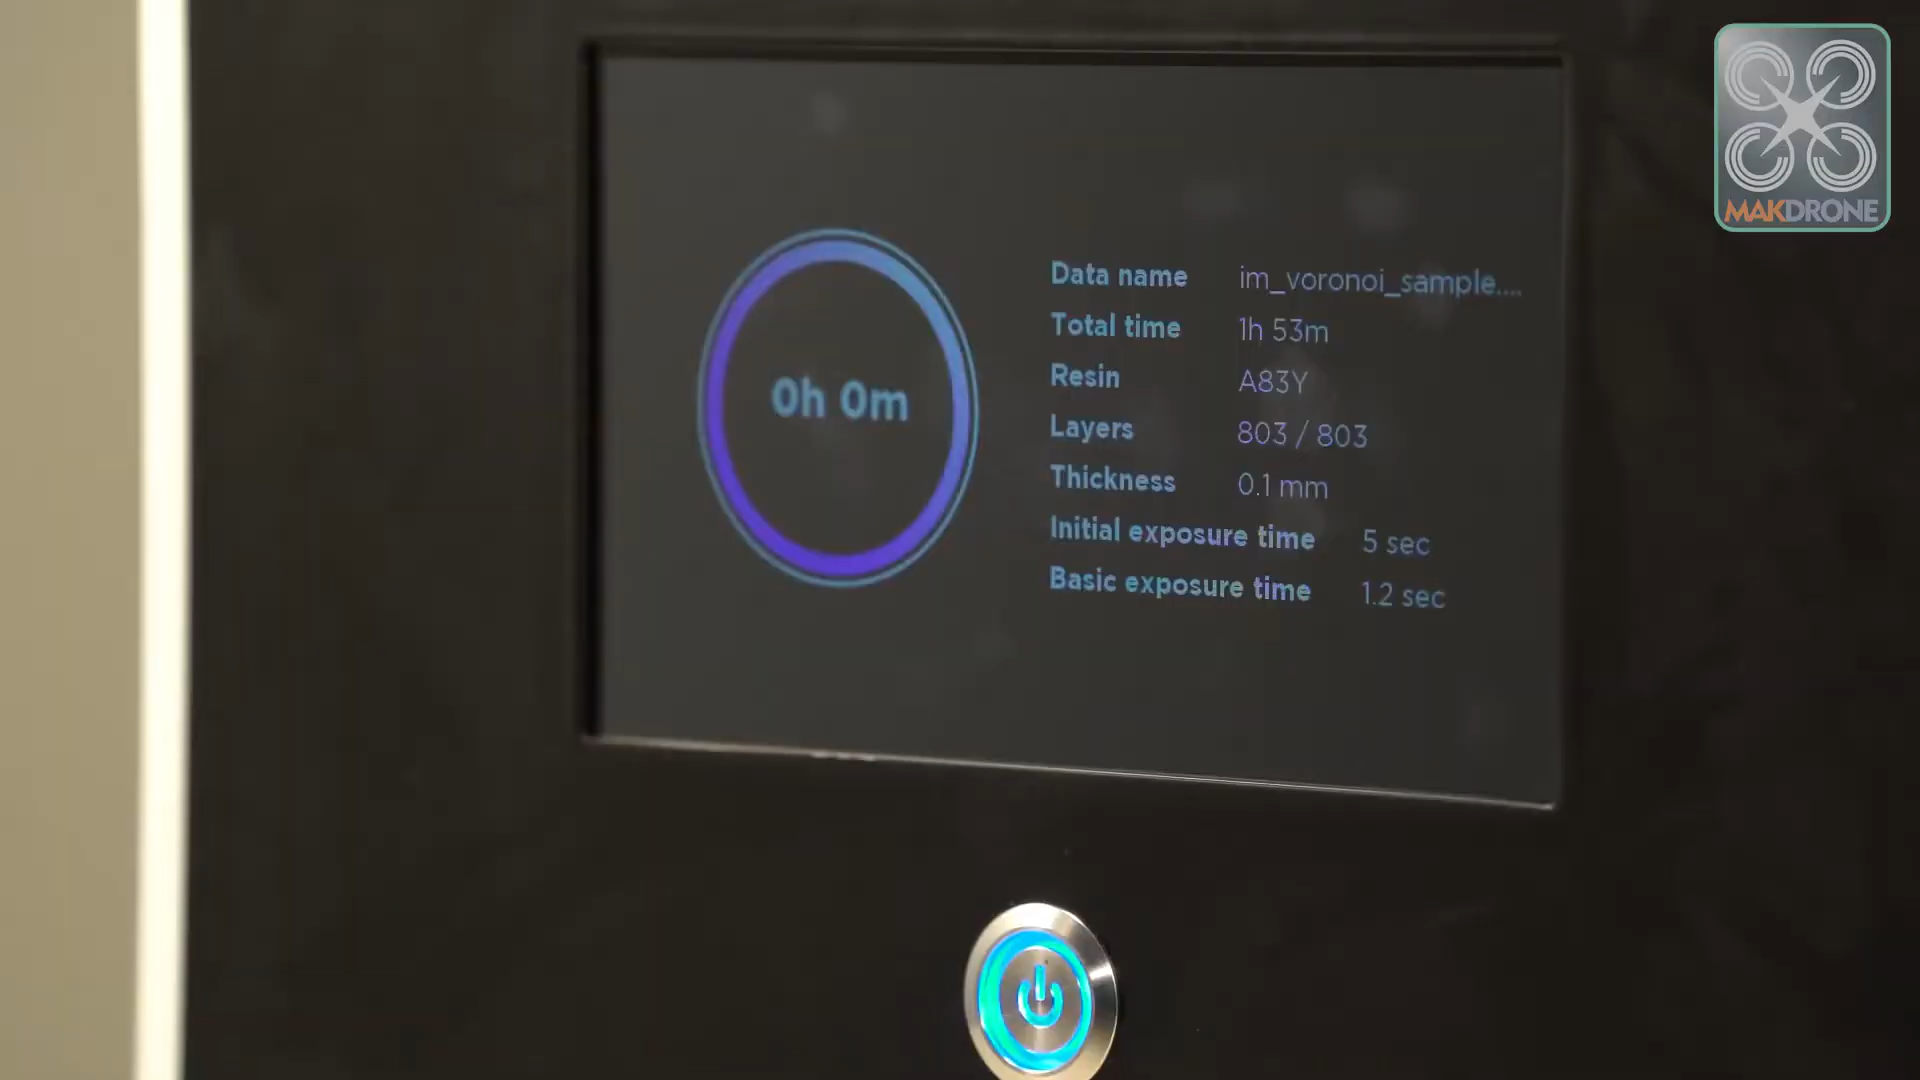 MAKDRONE
0h 0m
Data name im_voronoi_sample....
Total time 1h 53m
Resin A83Y
Layers 803 / 803
Thickness 0.1 mm
Initial exposure time 5 sec
Basic exposure time 1.2 sec